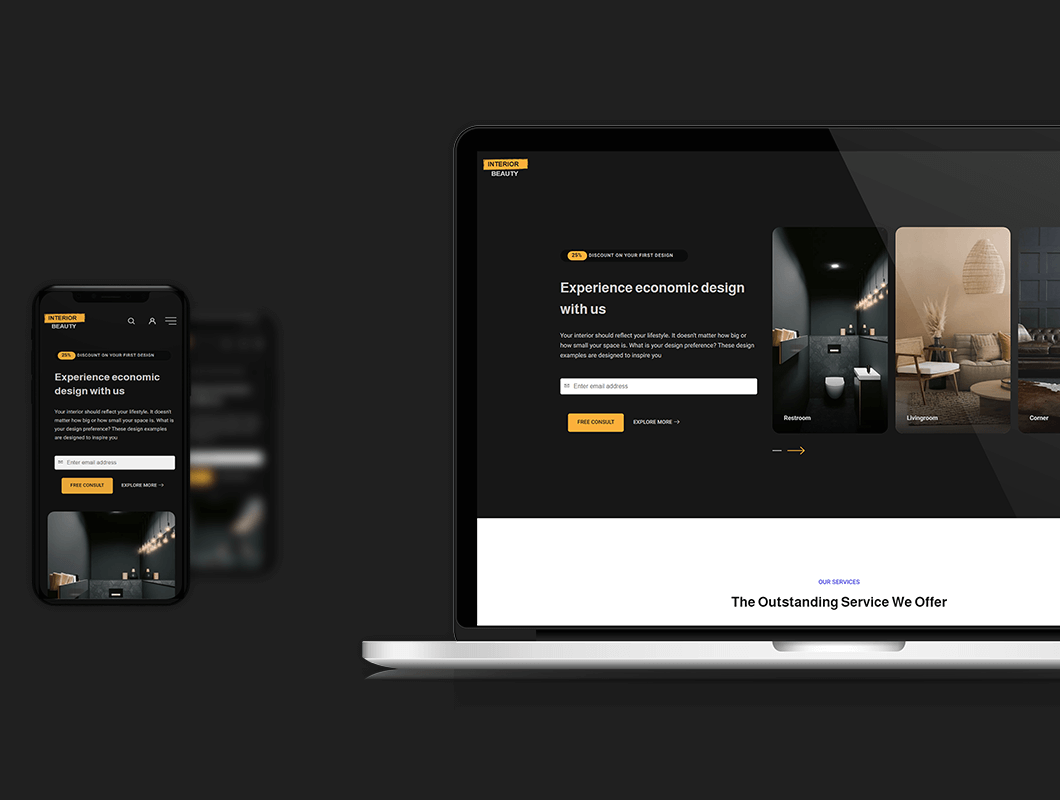 INTERIOR
BEAUTY
25% DISCOUNT ON YOUR FIRST DESIGN
Experience economic
design with us
Your interior should reflect your lifestyle. It doesn't
matter how big or how small your space is. What is
your design preference? These design examples
are designed to inspire you
Enter email address
FREE CONSULT EXPLORE MORE
INTERIOR
BEAUTY
25% DISCOUNT ON YOUR FIRST DESIGN
Experience economic design
with us
Your interior should reflect your lifestyle. It doesn't matter how big or
how small your space is. What is your design preference? These design
examples are designed to inspire you
Enter email address
FREE CONSULT EXPLORE MORE
Restroom
Livingroom
Corner
OUR SERVICES
The Outstanding Service We Offer